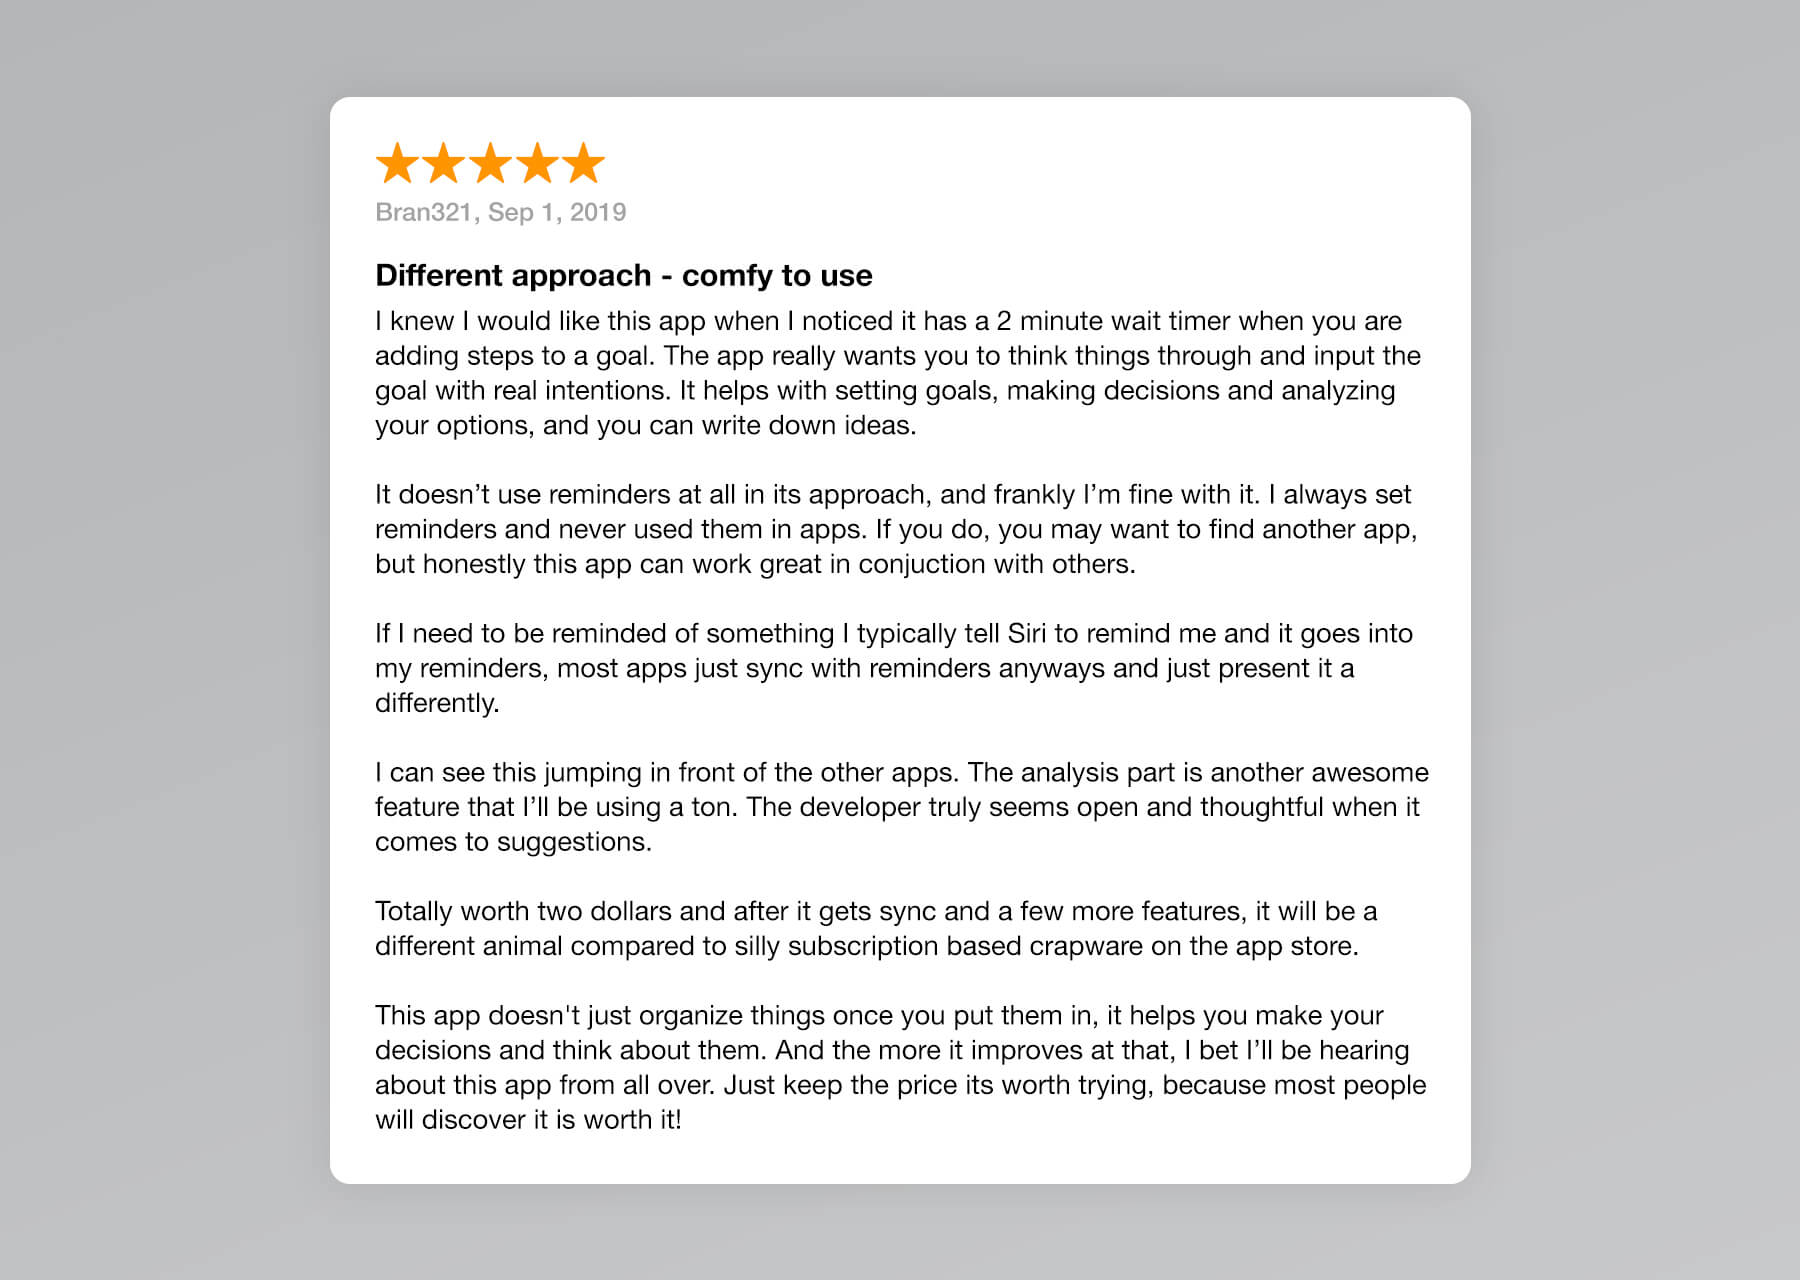 Bran321, Sep 1, 2019
Different approach - comfy to use
I knew I would like this app when I noticed it has a 2 minute wait timer when you are
adding steps to a goal. The app really wants you to think things through and input the
goal with real intentions. It helps with setting goals, making decisions and analyzing
your options, and you can write down ideas.
It doesn’t use reminders at all in its approach, and frankly I’m fine with it. I always set
reminders and never used them in apps. If you do, you may want to find another app,
but honestly this app can work great in conjuction with others.
If I need to be reminded of something I typically tell Siri to remind me and it goes into
my reminders, most apps just sync with reminders anyways and just present it a
differently.
I can see this jumping in front of the other apps. The analysis part is another awesome
feature that I’ll be using a ton. The developer truly seems open and thoughtful when it
comes to suggestions.
Totally worth two dollars and after it gets sync and a few more features, it will be a
different animal compared to silly subscription based crapware on the app store.
This app doesn't just organize things once you put them in, it helps you make your
decisions and think about them. And the more it improves at that, I bet I’ll be hearing
about this app from all over. Just keep the price its worth trying, because most people
will discover it is worth it!